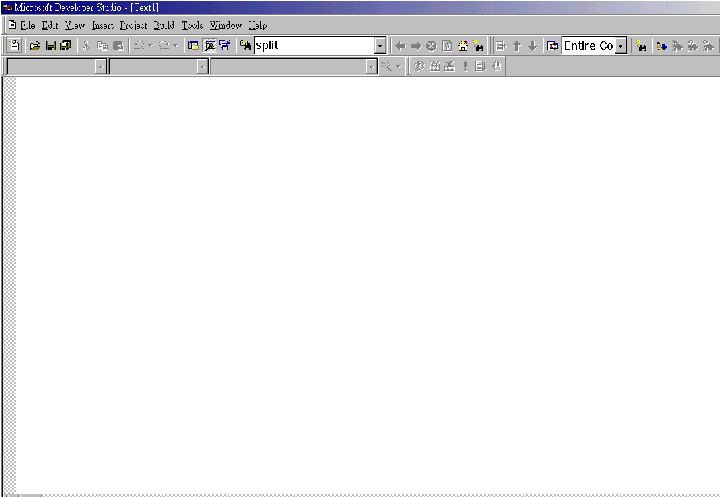 Microsoft Developer Studio - [Text1]
File Edit View Insert Project Build Tools Window Help
split Entire Co